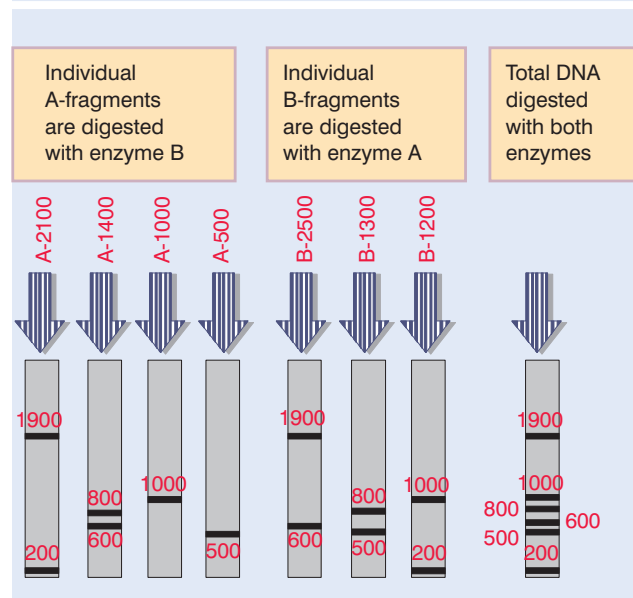 Individual
A-fragments
are digested
with enzyme B
Individual
B-fragments
are digested
with enzyme A
Total DNA
digested
with both
enzymes
A-2100
A-1400
A-1000
A-500
B-2500
B-1300
B-1200
1900
200
800
600
1000
500
1900
600
800
500
1000
200
1900
1000
800
600
500
200